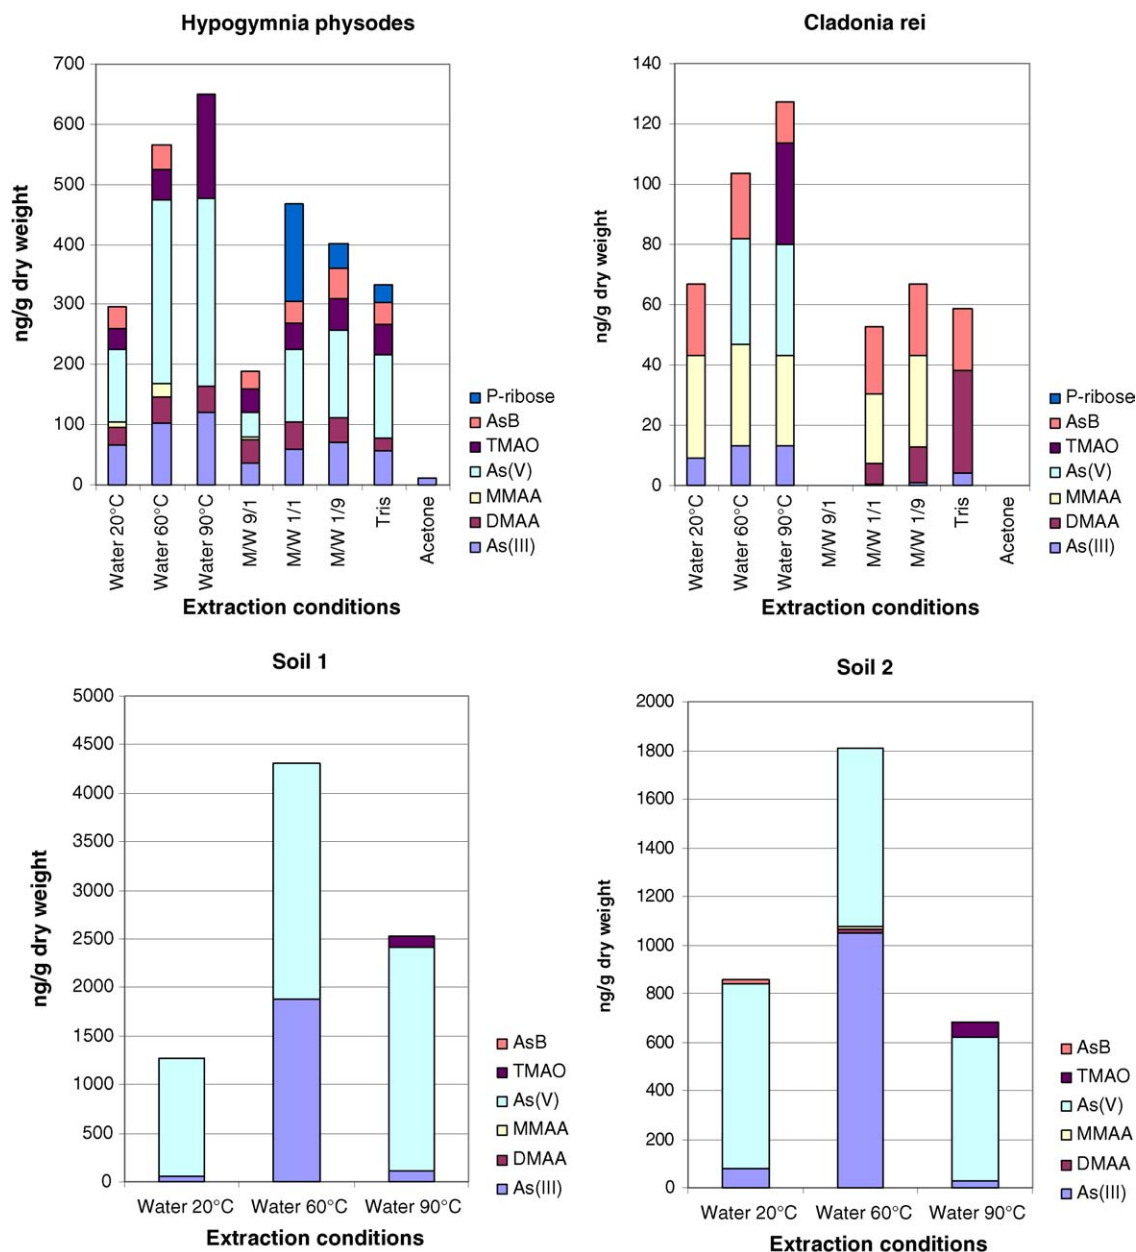 Hypogymnia physodes
700
600
500
400
300
200
100
0
ng/g dry weight
Water 20°C
Water 60°C
Water 90°C
M/W 9/1
M/W 1/1
M/W 1/9
Tris
Acetone
Extraction conditions
P-ribose
AsB
TMAO
As(V)
MMAA
DMAA
As(III)
Cladonia rei
140
120
100
80
60
40
20
0
ng/g dry weight
Water 20°C
Water 60°C
Water 90°C
M/W 9/1
M/W 1/1
M/W 1/9
Tris
Acetone
Extraction conditions
P-ribose
AsB
TMAO
As(V)
MMAA
DMAA
As(III)
Soil 1
5000
4500
4000
3500
3000
2500
2000
1500
1000
500
0
ng/g dry weight
Water 20°C Water 60°C Water 90°C
Extraction conditions
AsB
TMAO
As(V)
MMAA
DMAA
As(III)
Soil 2
2000
1800
1600
1400
1200
1000
800
600
400
200
0
ng/g dry weight
Water 20°C Water 60°C Water 90°C
Extraction conditions
AsB
TMAO
As(V)
MMAA
DMAA
As(III)